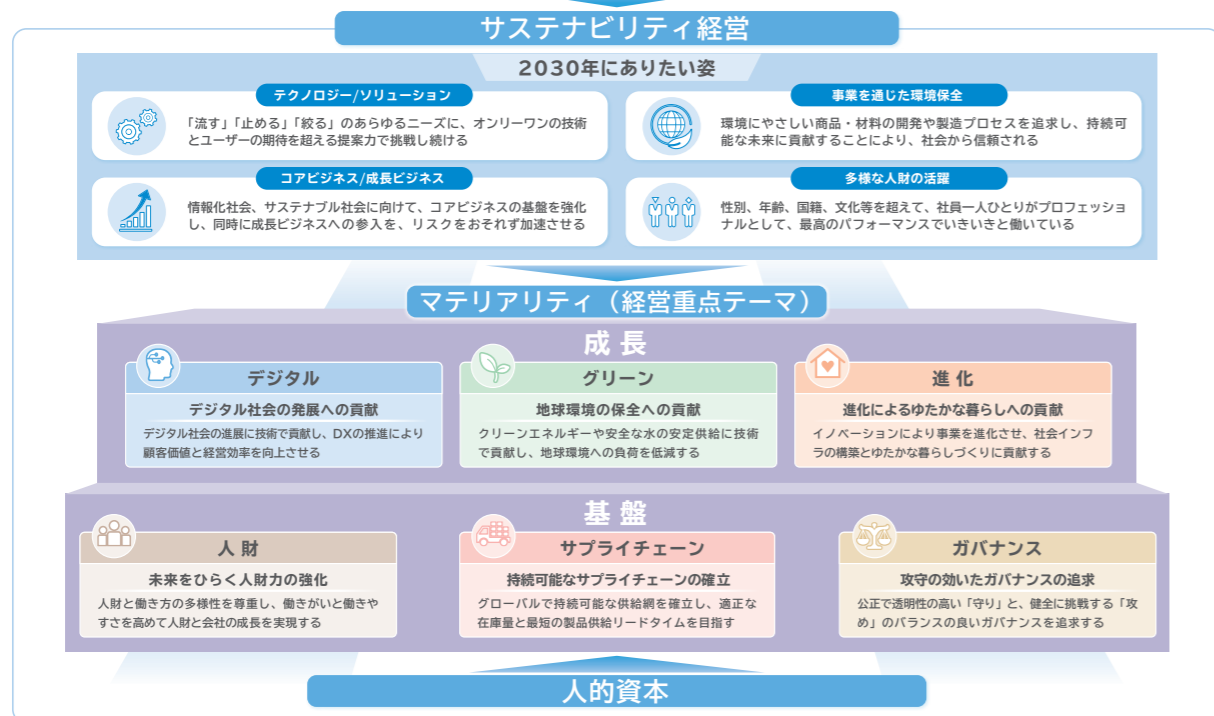 サステナビリティ経営
2030年にありたい姿
テクノロジー/ソリューション
「流す」「止める」「絞る」のあらゆるニーズに、オンリーワンの技術
とユーザーの期待を超える提案力で挑戦し続ける
事業を通じた環境保全
環境にやさしい商品・材料の開発や製造プロセスを追求し、持続可
能な未来に貢献することにより、社会から信頼される
コアビジネス/成長ビジネス
情報化社会、サステナブル社会に向けて、コアビジネスの基盤を強化
し、同時に成長ビジネスへの参入を、リスクをおそれず加速させる
多様な人財の活躍
性別、年齢、国籍、文化等を超えて、社員一人ひとりがプロフェッショ
ナルとして、最高のパフォーマンスでいきいきと働いている
マテリアリティ（経営重点テーマ）
成長
デジタル
デジタル社会の発展への貢献
デジタル社会の進展に技術で貢献し、DXの推進により
顧客価値と経営効率を向上させる
グリーン
地球環境の保全への貢献
クリーンエネルギーや安全な水の安定供給に技術
で貢献し、地球環境への負荷を低減する
進化
進化によるゆたかな暮らしへの貢献
イノベーションにより事業を進化させ、社会インフ
ラの構築とゆたかな暮らしづくりに貢献する
基盤
人財
未来をひらく人財力の強化
人財と働き方の多様性を尊重し、働きがいと働きや
すさを高めて人財と会社の成長を実現する
サプライチェーン
持続可能なサプライチェーンの確立
グローバルで持続可能な供給網を確立し、適正な
在庫量と最短の製品供給リードタイムを目指す
ガバナンス
攻守の効いたガバナンスの追求
公正で透明性の高い「守り」と、健全に挑戦する「攻
め」のバランスの良いガバナンスを追求する
人的資本